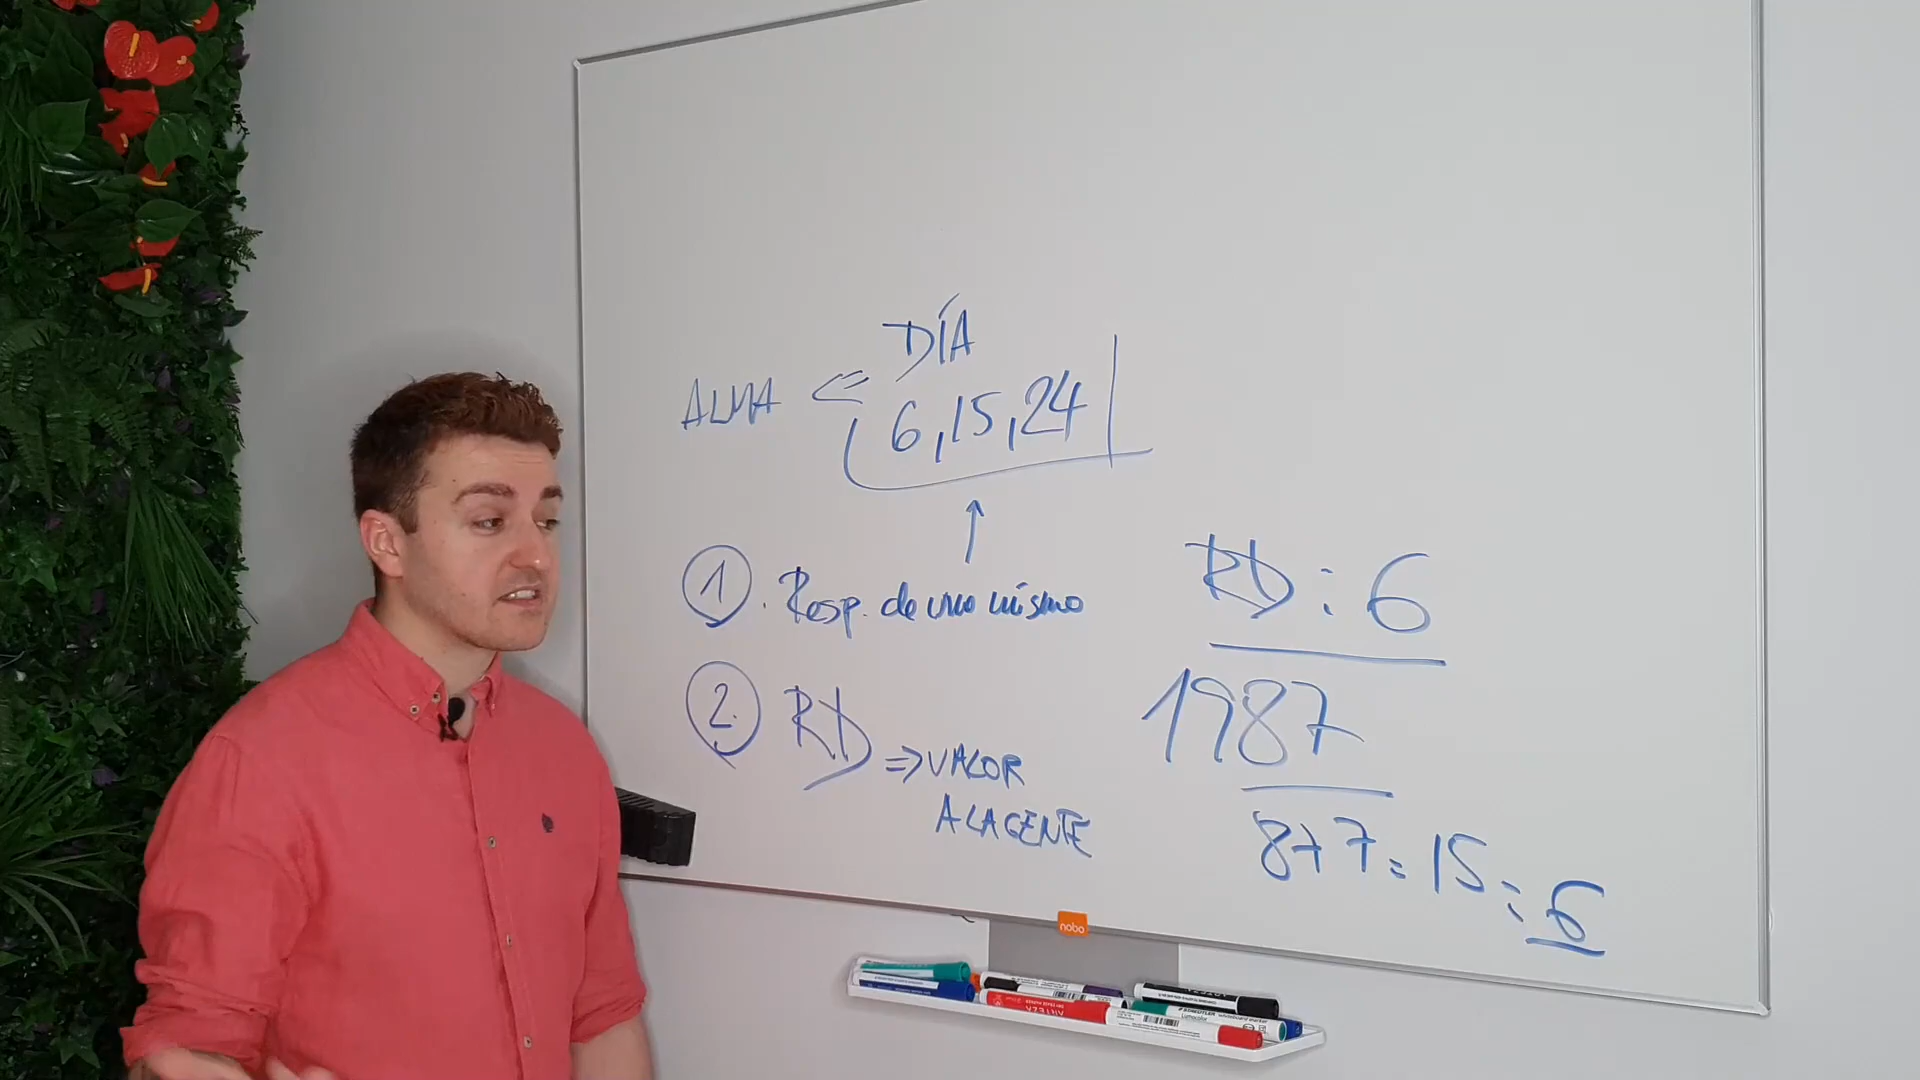 DÍA
ALMA <= 6,15,24
1. Resp. de uno mismo
2. RD => VALOR
A LA GENTE
RD: 6
1987
8+7 = 15 = 6
nobo